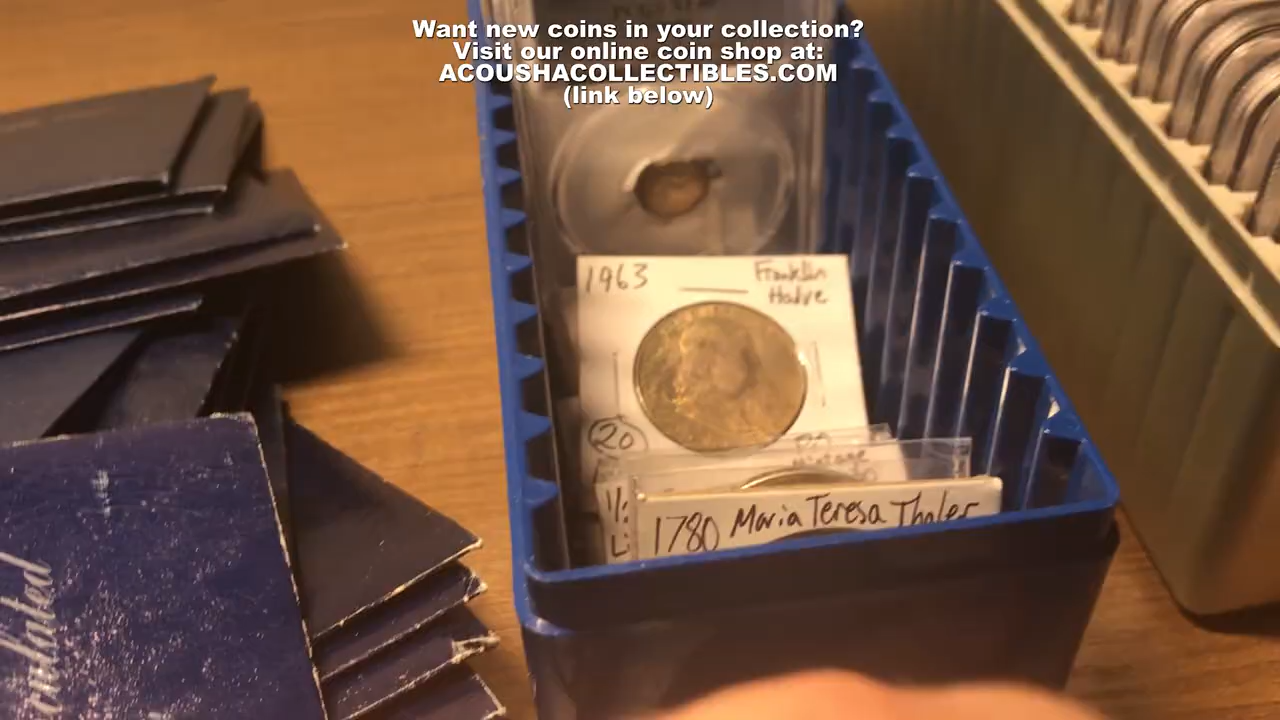 Want new coins in your collection?
Visit our online coin shop at:
ACOUSHACOLLECTIBLES.COM
(link below)
1963
Franklin
Halve
20
vintage
1780 Maria Teresa Thaler